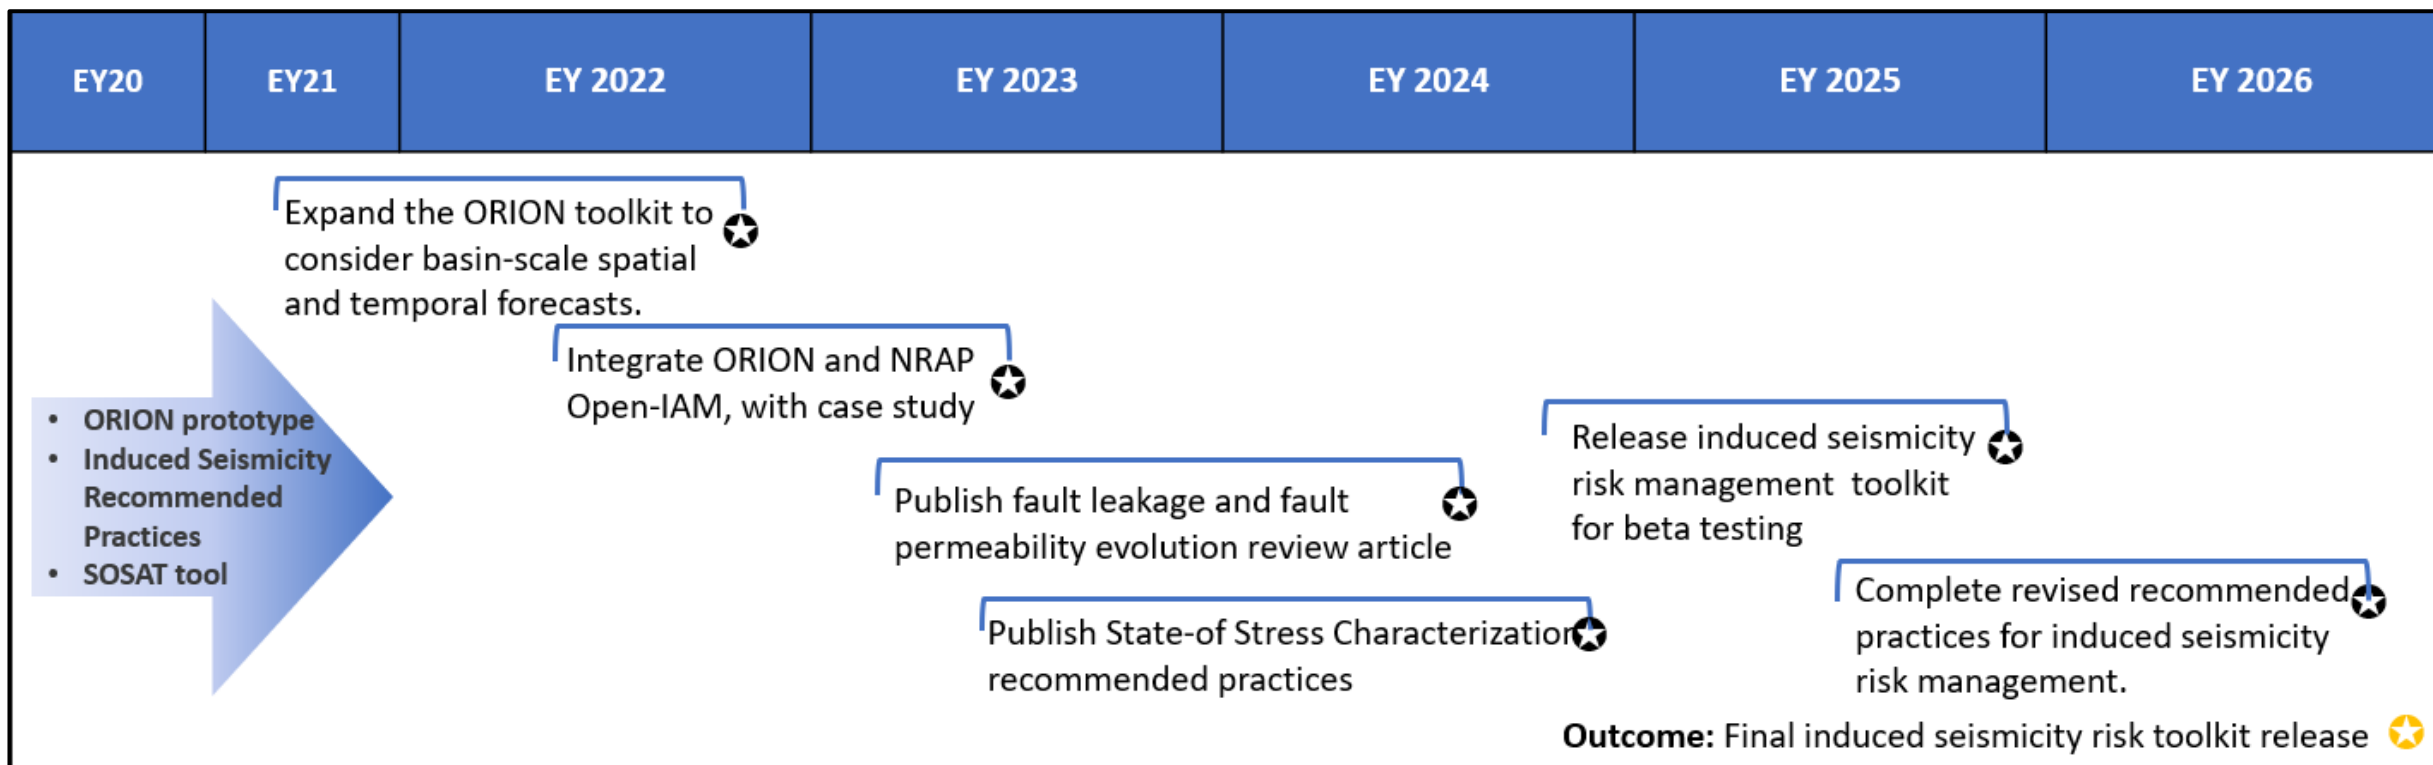 EY20
EY21
EY 2022
EY 2023
EY 2024
EY 2025
EY 2026
Expand the ORION toolkit to
consider basin-scale spatial
and temporal forecasts.
Integrate ORION and NRAP
Open-IAM, with case study
• ORION prototype
• Induced Seismicity
Recommended
Practices
• SOSAT tool
Publish fault leakage and fault
permeability evolution review article
Publish State-of Stress Characterization
recommended practices
Release induced seismicity
risk management toolkit
for beta testing
Complete revised recommended
practices for induced seismicity
risk management.
Outcome: Final induced seismicity risk toolkit release